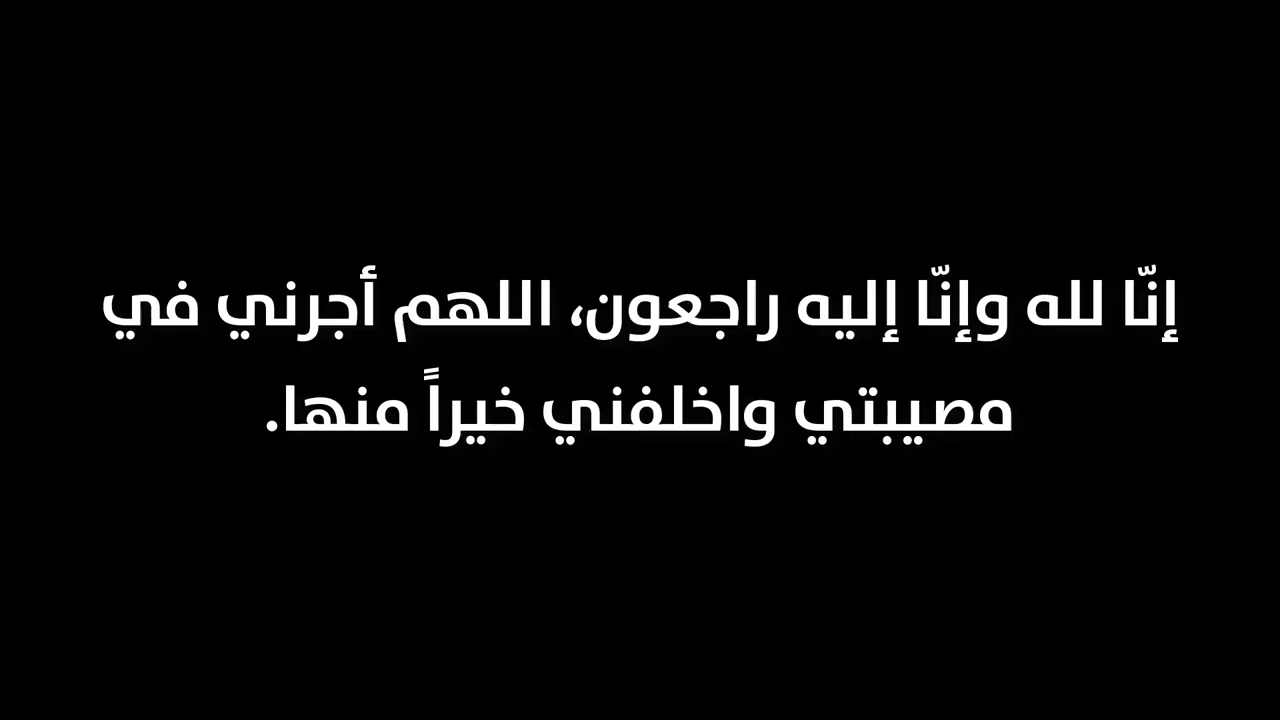 إنّا لله وإنّا إليه راجعون، اللهم أجرني في
مصيبتي واخلفني خيراً منها.